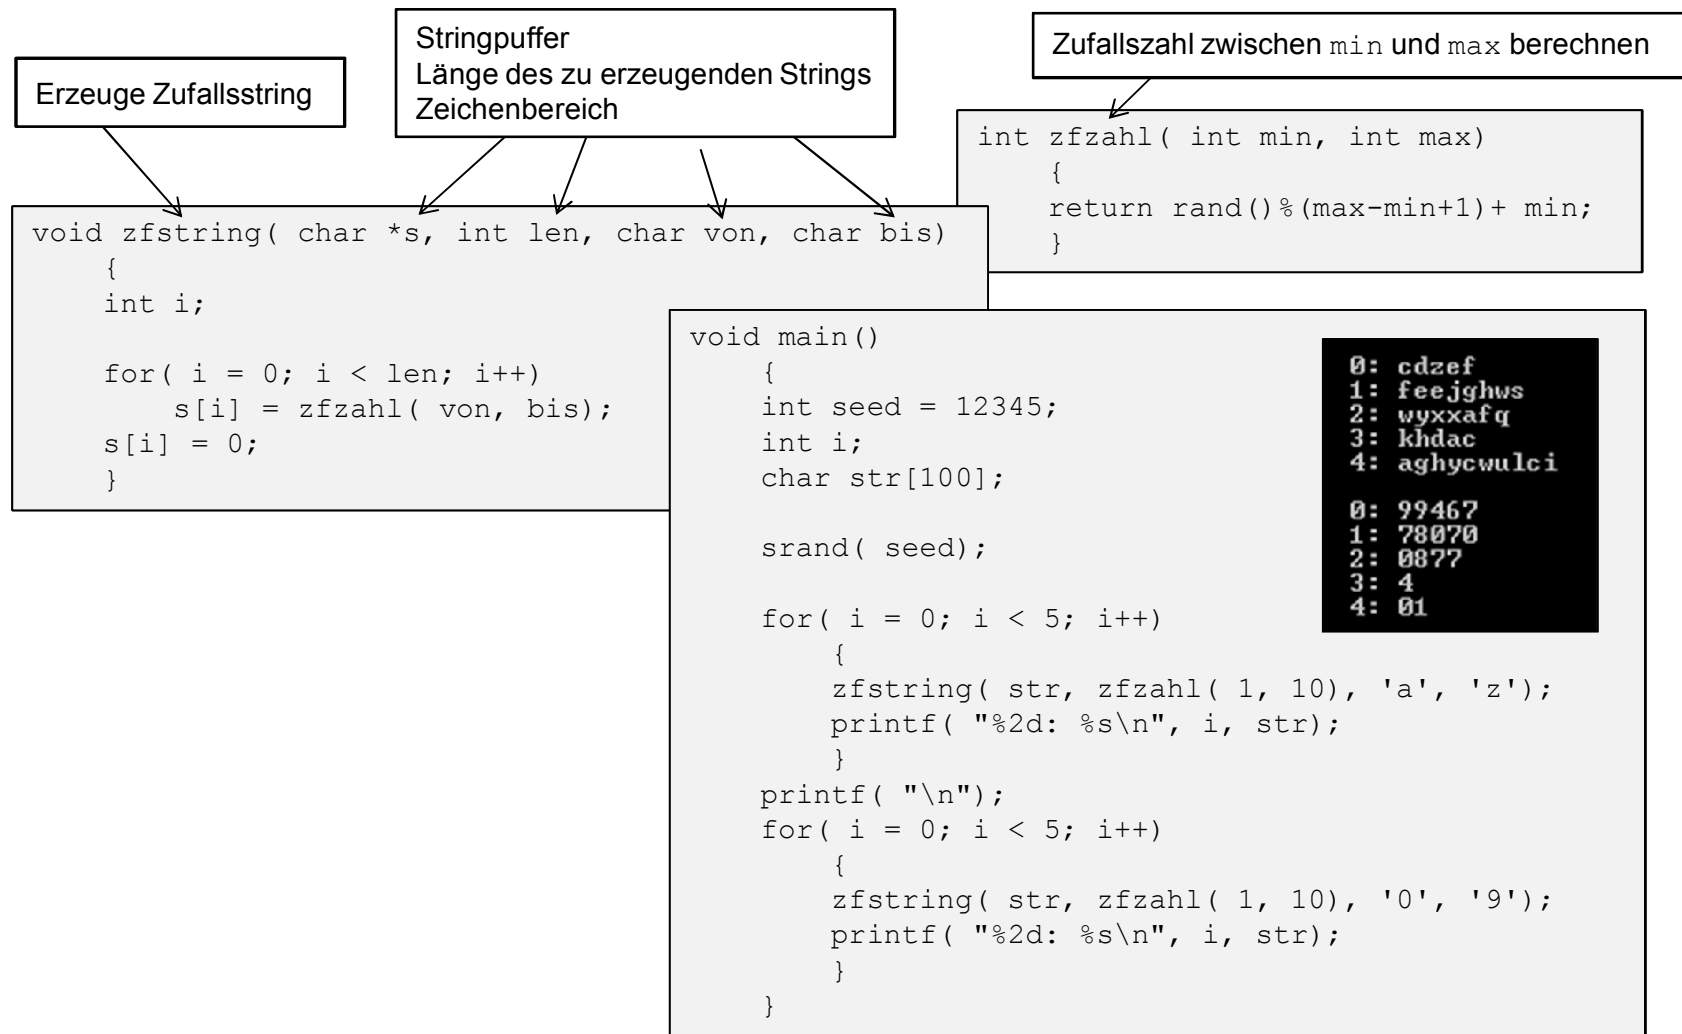 Erzeuge Zufallsstring
Stringpuffer
Länge des zu erzeugenden Strings
Zeichenbereich
Zufallszahl zwischen min und max berechnen
int zfzahl( int min, int max)
{
return rand()%(max-min+1)+ min;
}
void zfstring( char *s, int len, char von, char bis)
{
int i;
for( i = 0; i < len; i++)
s[i] = zfzahl( von, bis);
s[i] = 0;
}
void main()
{
int seed = 12345;
int i;
char str[100];
srand( seed);
for( i = 0; i < 5; i++)
{
zfstring( str, zfzahl( 1, 10), 'a', 'z');
printf( "%2d: %s\n", i, str);
}
printf( "\n");
for( i = 0; i < 5; i++)
{
zfstring( str, zfzahl( 1, 10), '0', '9');
printf( "%2d: %s\n", i, str);
}
}
0: cdzef
1: feejghws
2: wyxxafq
3: khdac
4: aghycwulci
0: 99467
1: 78070
2: 0877
3: 4
4: 01